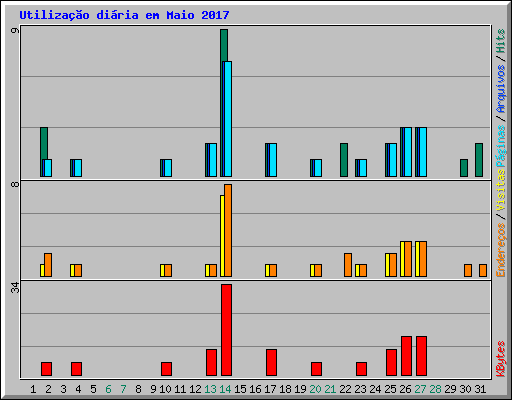 Utilização diária em Maio 2017
9
8
34
Endereços / Visitas Páginas / Arquivos / Hits
KBytes
1 2 3 4 5 6 7 8 9 10 11 12 13 14 15 16 17 18 19 20 21 22 23 24 25 26 27 28 29 30 31